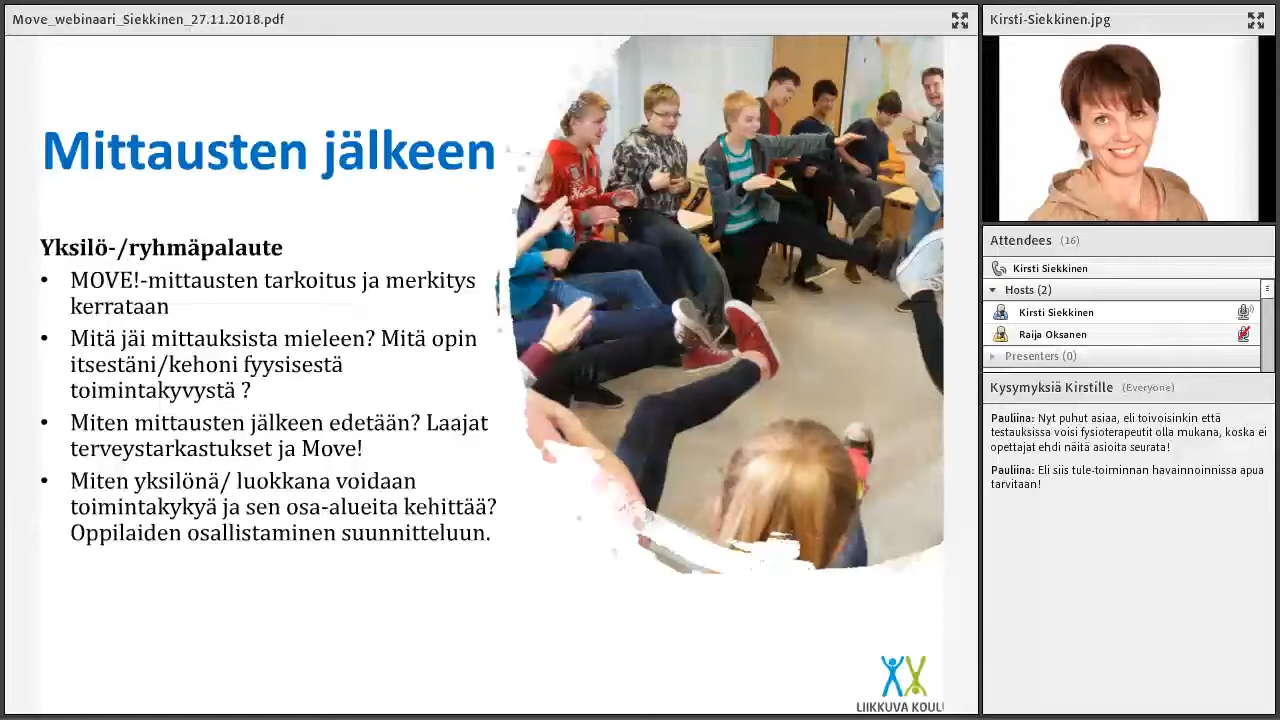 Move_webinaari_Siekkinen_27.11.2018.pdf
Mittausten jälkeen
Yksilö-/ryhmäpalaute
• MOVE!-mittausten tarkoitus ja merkitys
kerrataan
• Mitä jäi mittauksista mieleen? Mitä opin
itsestäni/kehoni fyysisestä
toimintakyvystä ?
• Miten mittausten jälkeen edetään? Laajat
terveystarkastukset ja Move!
• Miten yksilönä/ luokkana voidaan
toimintakykyä ja sen osa-alueita kehittää?
Oppilaiden osallistaminen suunnitteluun.
LIIKKUVA KOULU
Kirsti-Siekkinen.jpg
Attendees (16)
Kirsti Siekkinen
Hosts (2)
Kirsti Siekkinen
Raija Oksanen
Presenters (0)
Kysymyksiä Kirstille (Everyone)
Pauliina: Nyt puhut asiaa, eli toivoisinkin että
testauksissa voisi fysioterapeutit olla mukana, koska ei
opettajat ehdi näitä asioita seurata!
Pauliina: Eli siis tule-toiminnan havainnoinnissa apua
tarvitaan!